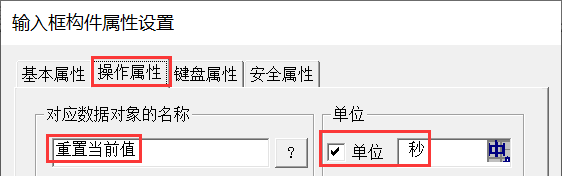 输入框构件属性设置
基本属性 操作属性 键盘属性 安全属性
对应数据对象的名称 单位
重置当前值 ? 单位 秒 中